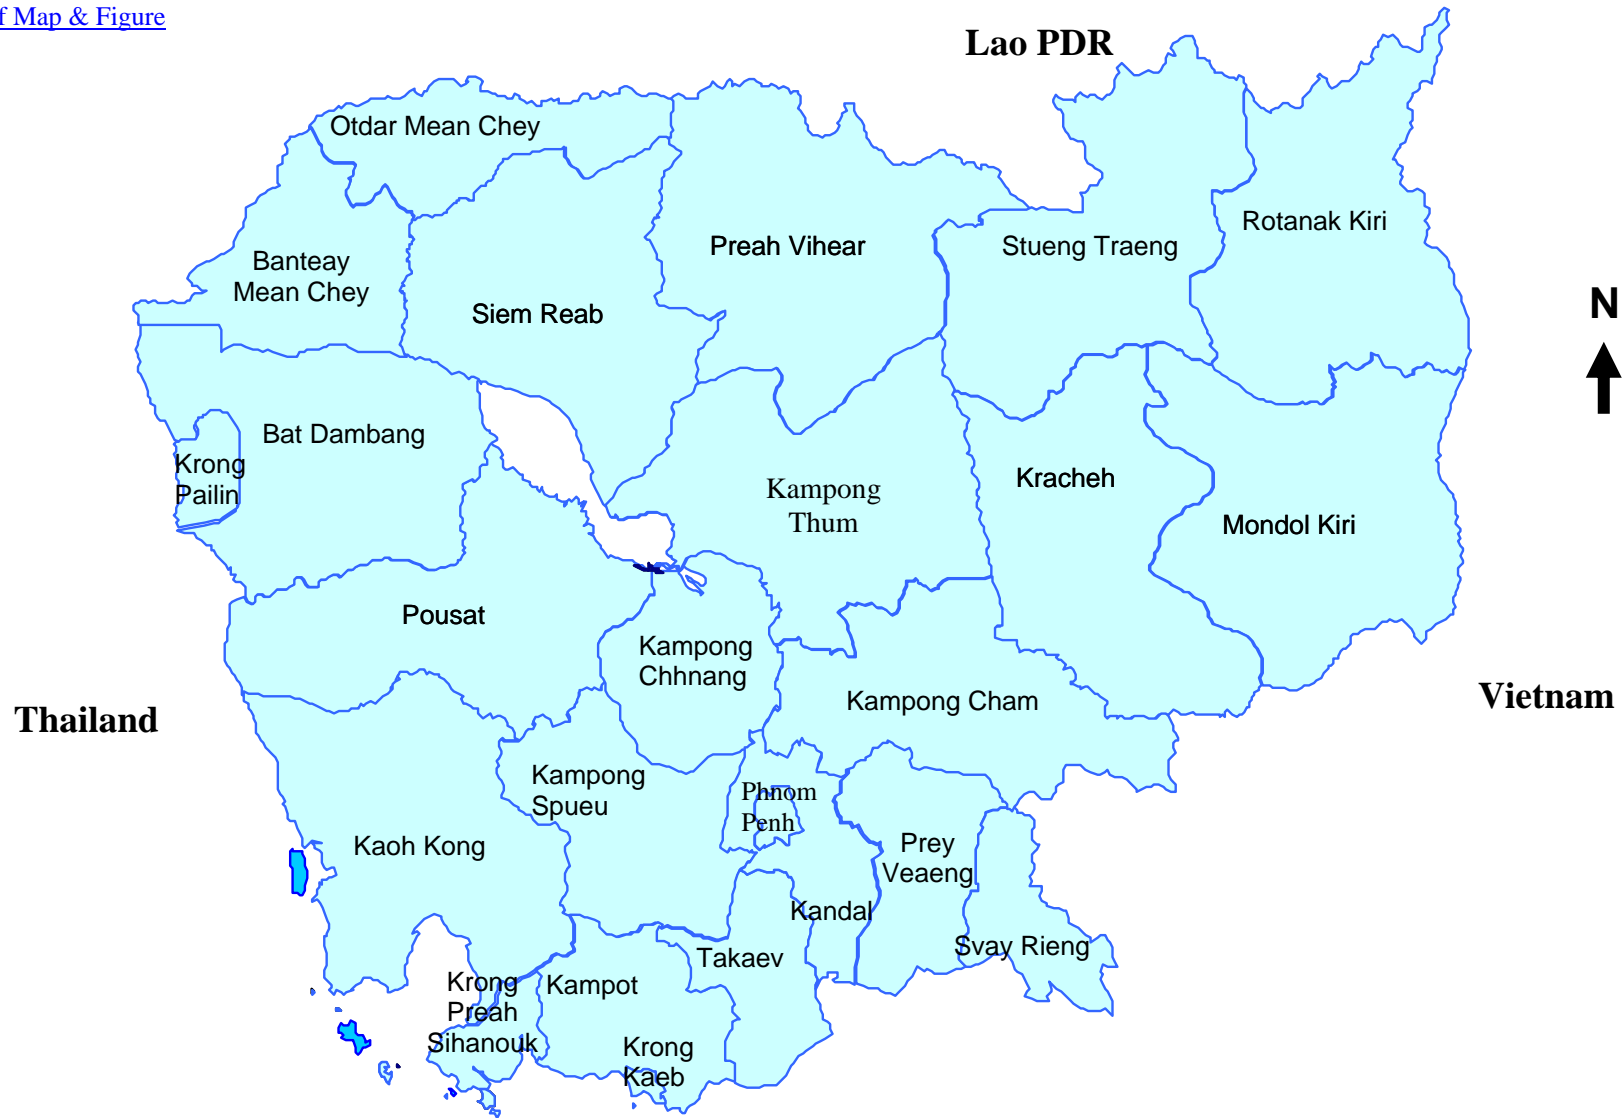 f Map & Figure
Lao PDR
Otdar Mean Chey
Rotanak Kiri
Preah Vihear
Stueng Traeng
Banteay
Mean Chey
N
Siem Reab
Bat Dambang
Krong
Pailin
Kracheh
Kampong
Thum
Mondol Kiri
Pousat
Kampong
Chhnang
Kampong Cham
Vietnam
Thailand
Kampong
Spueu
Phnom
Penh
Kaoh Kong
Prey
Veaeng
Kandal
Svay Rieng
Takaev
Krong
Preah
Sihanouk
Kampot
Krong
Kaeb